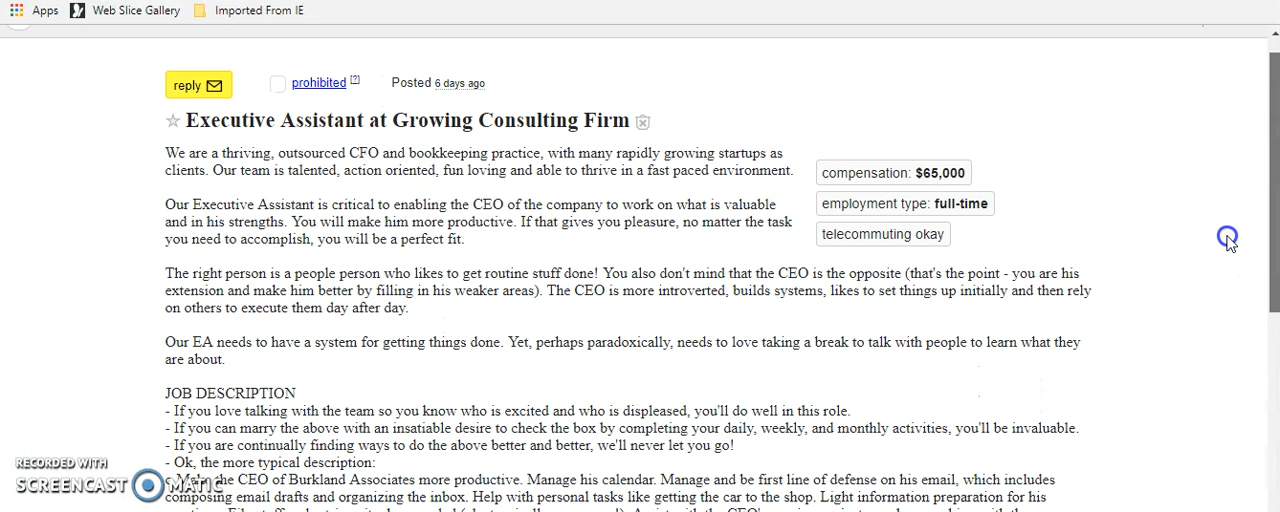 Apps Web Slice Gallery Imported From IE
reply prohibited [?] Posted 6 days ago
Executive Assistant at Growing Consulting Firm
We are a thriving, outsourced CFO and bookkeeping practice, with many rapidly growing startups as
clients. Our team is talented, action oriented, fun loving and able to thrive in a fast paced environment.
compensation: $65,000
employment type: full-time
telecommuting okay
Our Executive Assistant is critical to enabling the CEO of the company to work on what is valuable
and in his strengths. You will make him more productive. If that gives you pleasure, no matter the task
you need to accomplish, you will be a perfect fit.
The right person is a people person who likes to get routine stuff done! You also don't mind that the CEO is the opposite (that's the point - you are his
extension and make him better by filling in his weaker areas). The CEO is more introverted, builds systems, likes to set things up initially and then rely
on others to execute them day after day.
Our EA needs to have a system for getting things done. Yet, perhaps paradoxically, needs to love taking a break to talk with people to learn what they
are about.
JOB DESCRIPTION
- If you love talking with the team so you know who is excited and who is displeased, you'll do well in this role.
- If you can marry the above with an insatiable desire to check the box by completing your daily, weekly, and monthly activities, you'll be invaluable.
- If you are continually finding ways to do the above better and better, we'll never let you go!
- Ok, the more typical description:
the CEO of Burkland Associates more productive. Manage his calendar. Manage and be first line of defense on his email, which includes
email drafts and organizing the inbox. Help with personal tasks like getting the car to the shop. Light information preparation for his
RECORDED WITH
SCREENCAST MATIC